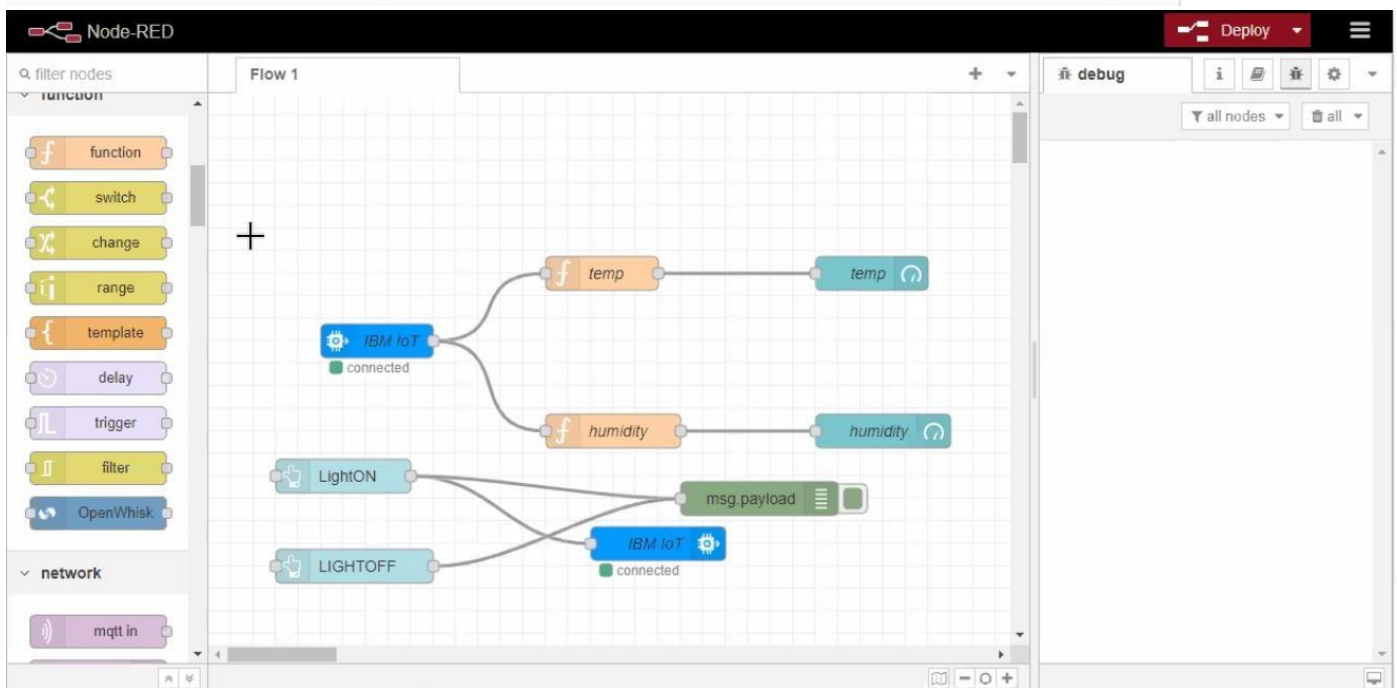 Node-RED
Deploy
filter nodes
Flow 1
debug
function
all nodes
all
function
switch
change
range
template
delay
trigger
filter
OpenWhisk
network
mqtt in
temp
temp
IBM IoT
connected
humidity
humidity
LightON
msg.payload
IBM IoT
connected
LIGHTOFF